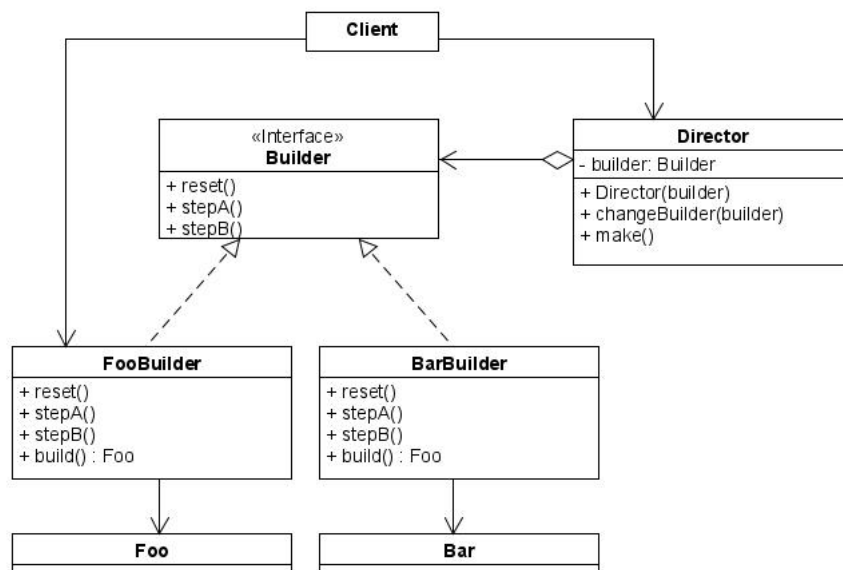 Client
«Interface»
Builder
+ reset()
+ stepA()
+ stepB()
Director
- builder: Builder
+ Director(builder)
+ changeBuilder(builder)
+ make()
FooBuilder
+ reset()
+ stepA()
+ stepB()
+ build() : Foo
BarBuilder
+ reset()
+ stepA()
+ stepB()
+ build() : Foo
Foo
Bar